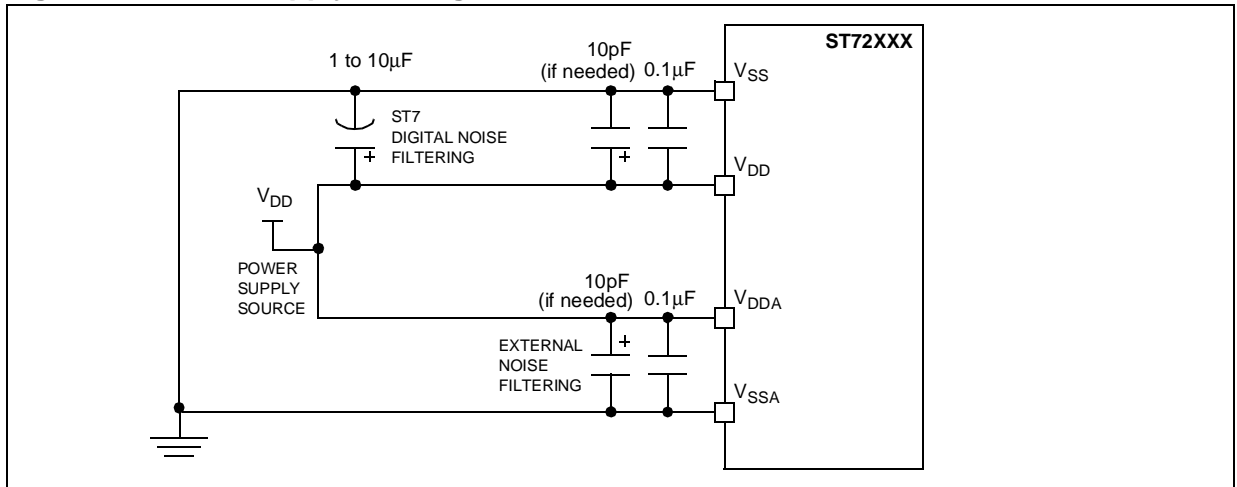 ST72XXX
10pF
(if needed) 0.1μF
1 to 10μF
VSS
ST7
DIGITAL NOISE
FILTERING
+
+
VDD
VDD
POWER
SUPPLY
SOURCE
10pF
(if needed) 0.1μF
VDDA
EXTERNAL
NOISE
FILTERING
+
VSSA